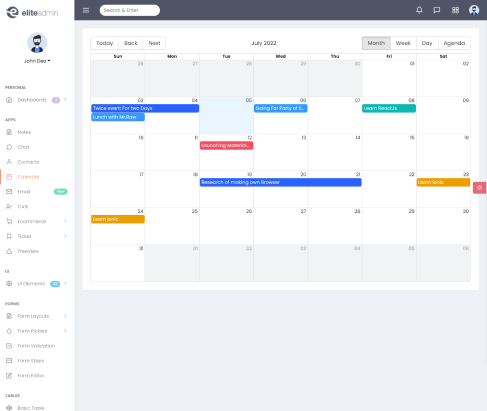 eliteadmin
Search & Enter
John Deo
PERSONAL
Dashboards
APPS
Notes
Chat
Contacts
Calendar
Email
New
Ecommerce
Ticket
TreeView
UI
UI Elements
FORMS
Form Layouts
Form Pickers
Form Validation
Form Steps
Form Editor
TABLES
Basic Table
Today Back Next
July 2022
Month Week Day Agenda
Sun Mon Tue Wed Thu Fri Sat
26 27 28 29 30 01 02
03 04 05 06 07 08 09
Twice event For two Days
Going For Party of S...
Learn ReactJs
Lunch with Mr.Raw
10 11 12 13 14 15 16
Launching Material...
17 18 19 20 21 22 23
Research of making own Browser
Learn Ionic
24 25 26 27 28 29 30
Learn Ionic
31 01 02 03 04 05 06